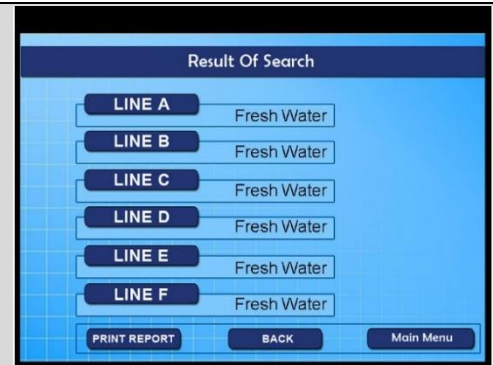 Result Of Search
LINE A
Fresh Water
LINE B
Fresh Water
LINE C
Fresh Water
LINE D
Fresh Water
LINE E
Fresh Water
LINE F
Fresh Water
PRINT REPORT BACK Main Menu